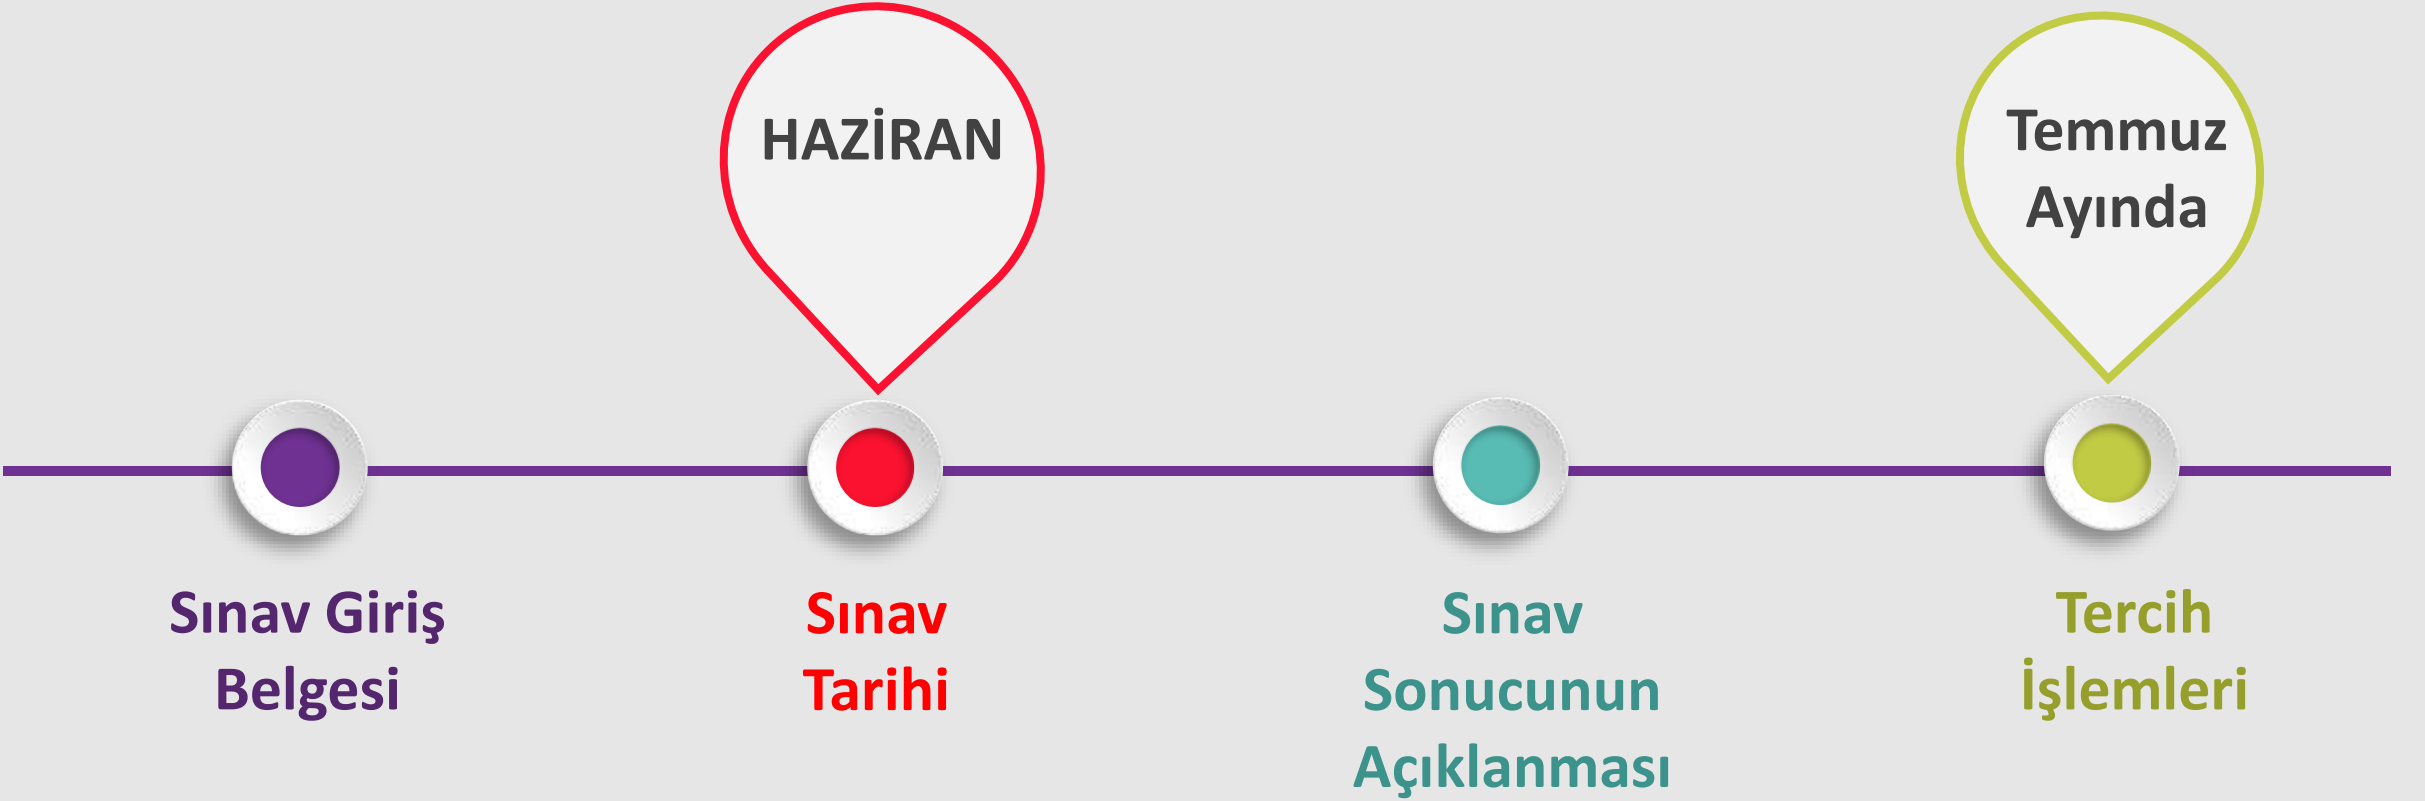 HAZİRAN
Temmuz
Ayında
Sınav Giriş
Belgesi
Sınav
Tarihi
Sınav
Sonucunun
Açıklanması
Tercih
İşlemleri